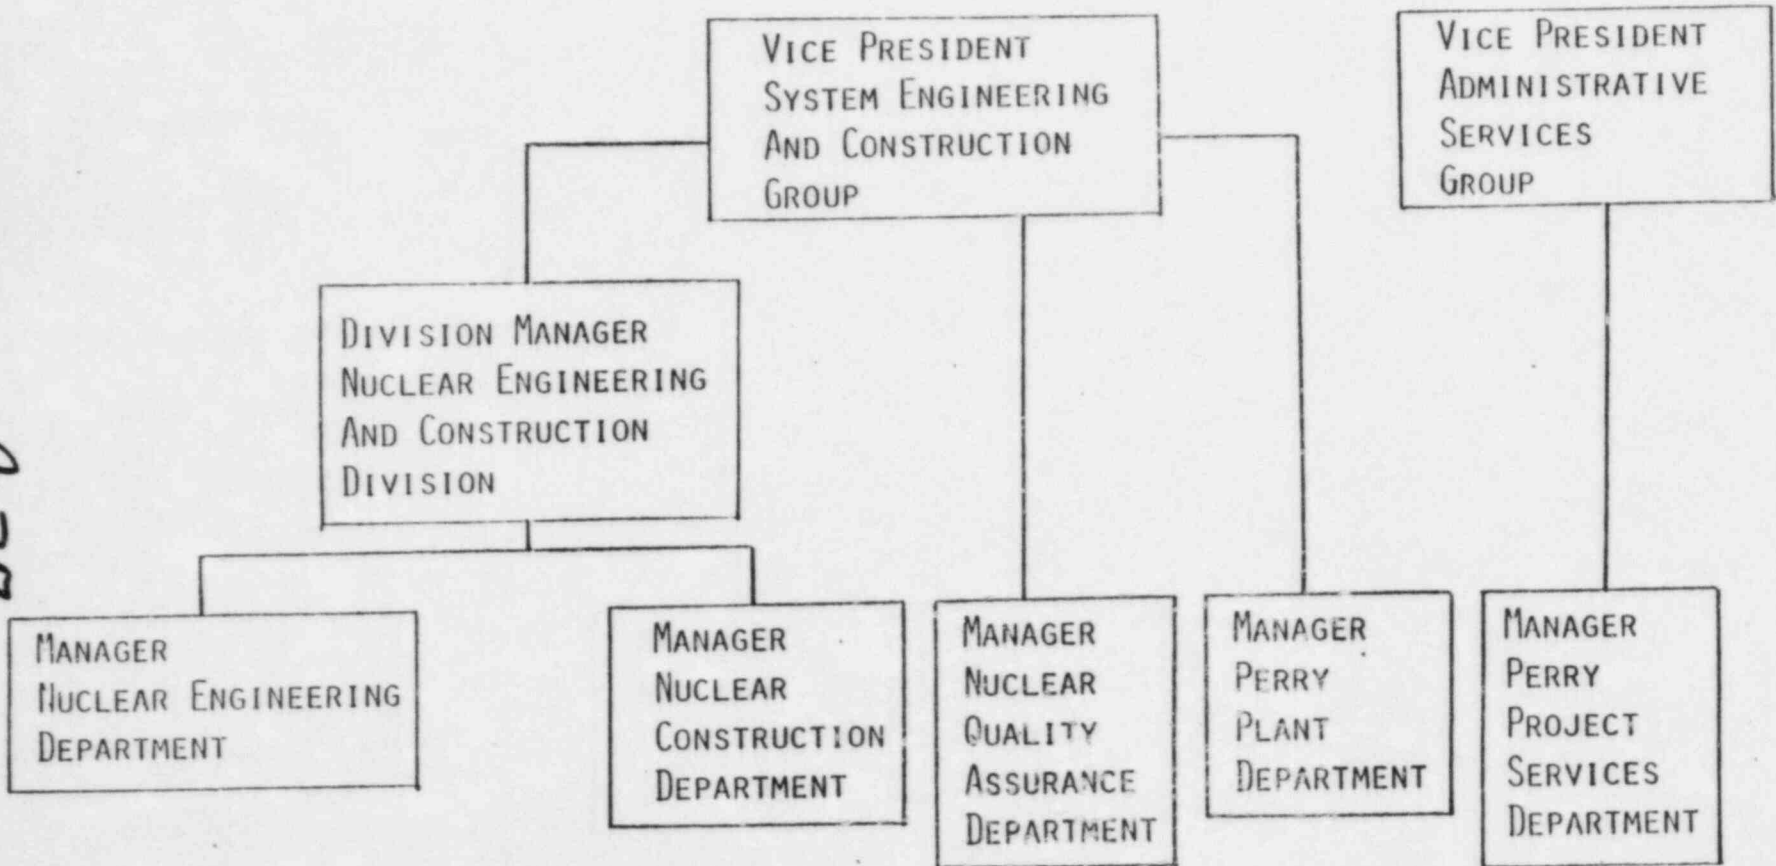 VICE PRESIDENT
SYSTEM ENGINEERING
AND CONSTRUCTION
GROUP
VICE PRESIDENT
ADMINISTRATIVE
SERVICES
GROUP
DIVISION MANAGER
NUCLEAR ENGINEERING
AND CONSTRUCTION
DIVISION
MANAGER
NUCLEAR ENGINEERING
DEPARTMENT
MANAGER
NUCLEAR
CONSTRUCTION
DEPARTMENT
MANAGER
NUCLEAR
QUALITY
ASSURANCE
DEPARTMENT
MANAGER
PERRY
PLANT
DEPARTMENT
MANAGER
PERRY
PROJECT
SERVICES
DEPARTMENT